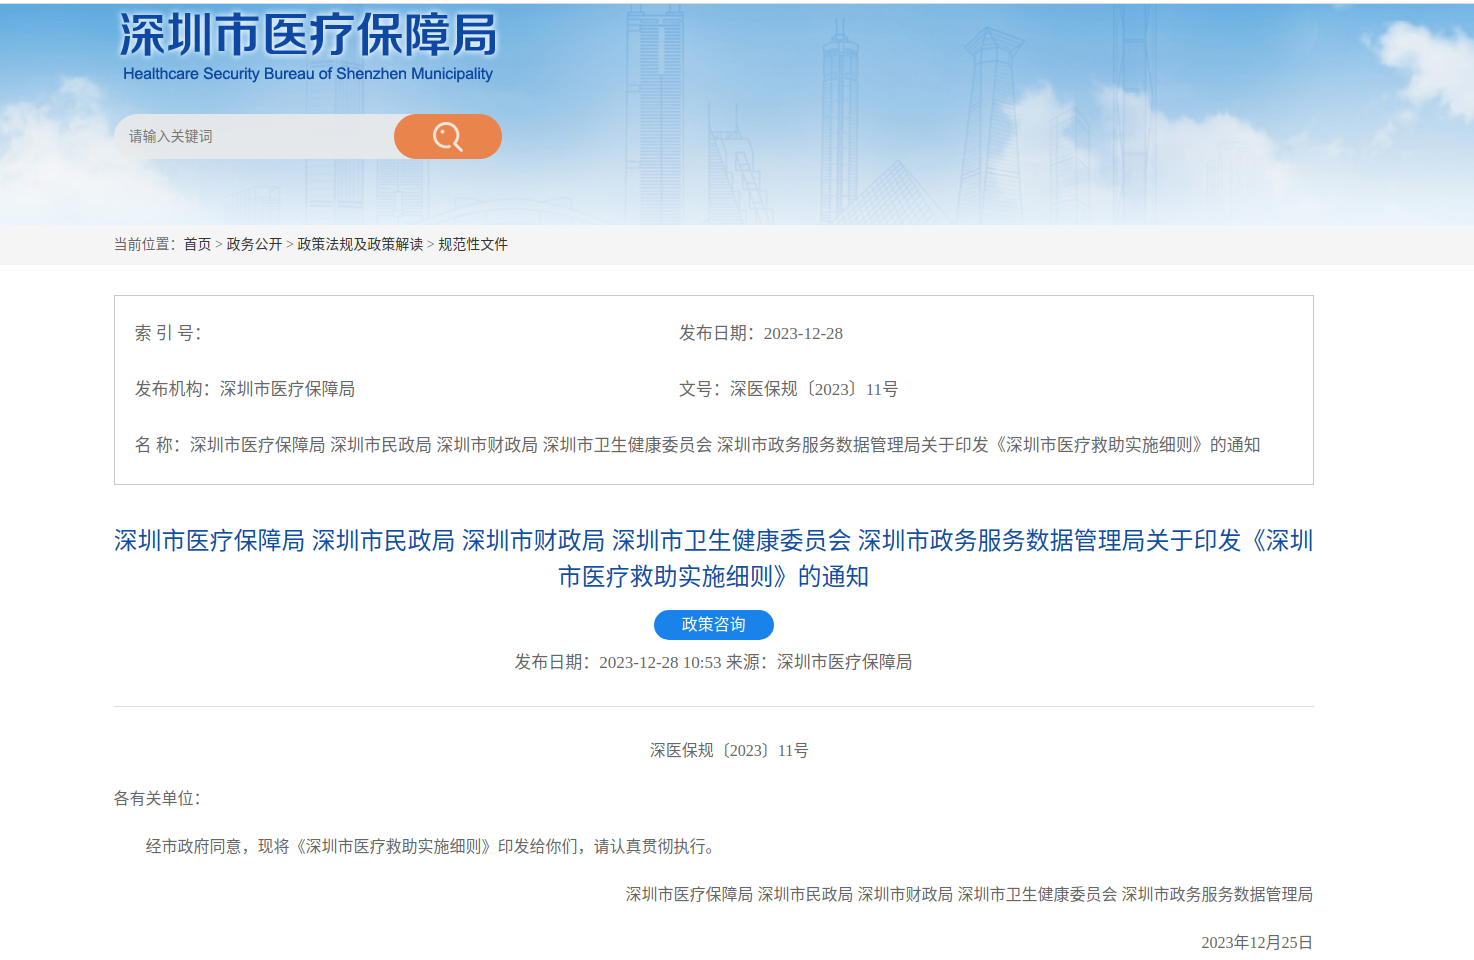 深圳市医疗保障局
Healthcare Security Bureau of Shenzhen Municipality
请输入关键词
当前位置：首页 > 政务公开 > 政策法规及政策解读 > 规范性文件
索 引 号：
发布日期：2023-12-28
发布机构：深圳市医疗保障局
文号：深医保规〔2023〕11号
名 称：深圳市医疗保障局 深圳市民政局 深圳市财政局 深圳市卫生健康委员会 深圳市政务服务数据管理局关于印发《深圳市医疗救助实施细则》的通知
深圳市医疗保障局 深圳市民政局 深圳市财政局 深圳市卫生健康委员会 深圳市政务服务数据管理局关于印发《深圳
市医疗救助实施细则》的通知
政策咨询
发布日期：2023-12-28 10:53 来源：深圳市医疗保障局
深医保规〔2023〕11号
各有关单位：
经市政府同意，现将《深圳市医疗救助实施细则》印发给你们，请认真贯彻执行。
深圳市医疗保障局 深圳市民政局 深圳市财政局 深圳市卫生健康委员会 深圳市政务服务数据管理局
2023年12月25日